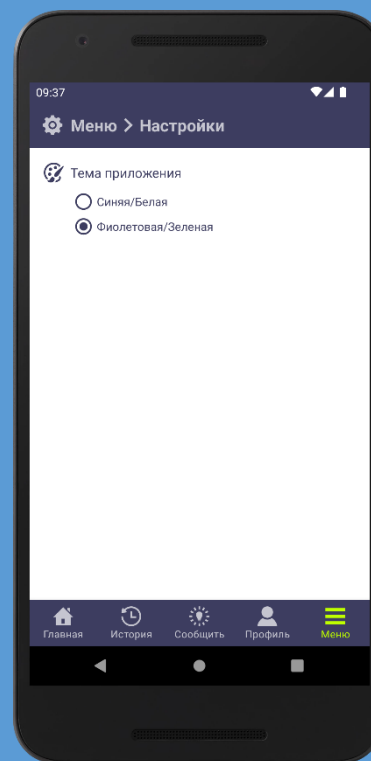 09:37
Меню > Настройки
Тема приложения
Синяя/Белая
Фиолетовая/Зеленая
Главная История Сообщить Профиль Меню